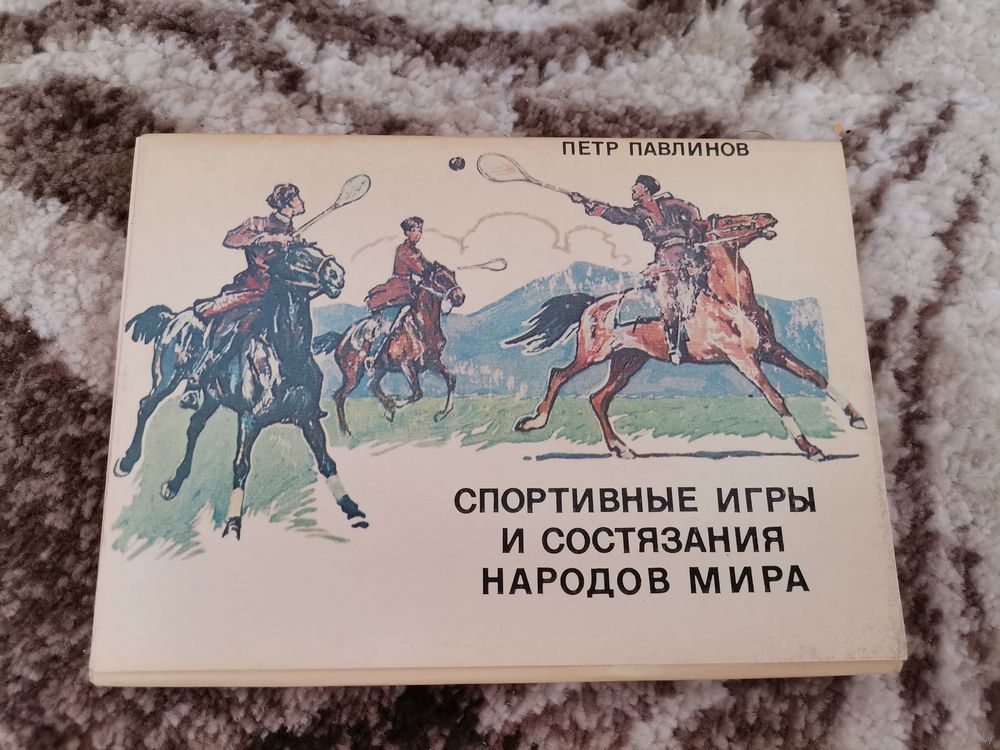 ПЕТР ПАВЛИНОВ
СПОРТИВНЫЕ ИГРЫ
И СОСТЯЗАНИЯ
НАРОДОВ МИРА